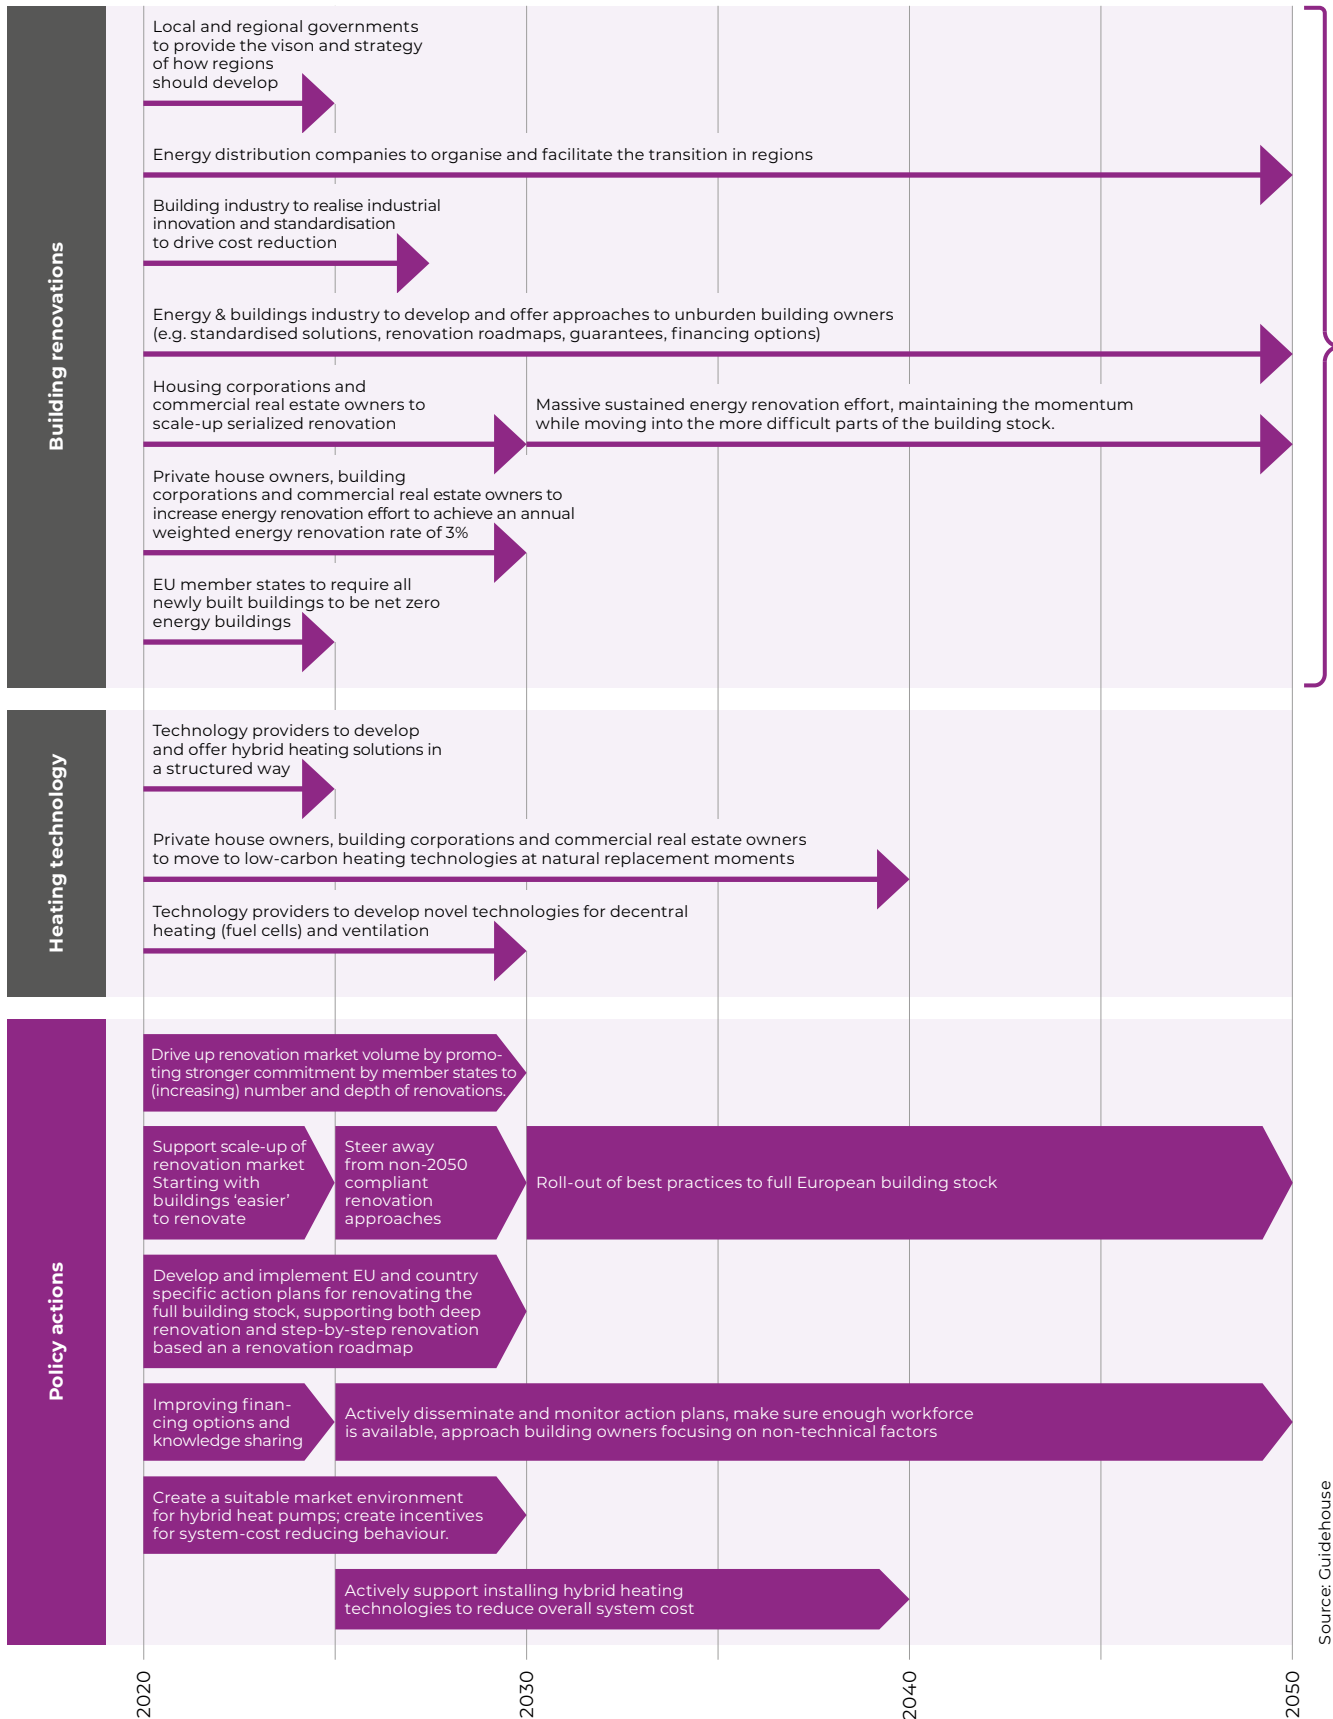 Building renovations
Local and regional governments
to provide the vison and strategy
of how regions
should develop
Energy distribution companies to organise and facilitate the transition in regions
Building industry to realise industrial
innovation and standardisation
to drive cost reduction
Energy & buildings industry to develop and offer approaches to unburden building owners
(e.g. standardised solutions, renovation roadmaps, guarantees, financing options)
Housing corporations and
commercial real estate owners to
scale-up serialized renovation
Massive sustained energy renovation effort, maintaining the momentum
while moving into the more difficult parts of the building stock.
Private house owners, building
corporations and commercial real estate owners to
increase energy renovation effort to achieve an annual
weighted energy renovation rate of 3%
EU member states to require all
newly built buildings to be net zero
energy buildings
Heating technology
Technology providers to develop
and offer hybrid heating solutions in
a structured way
Private house owners, building corporations and commercial real estate owners
to move to low-carbon heating technologies at natural replacement moments
Technology providers to develop novel technologies for decentral
heating (fuel cells) and ventilation
Policy actions
Drive up renovation market volume by promo-
ting stronger commitment by member states to
(increasing) number and depth of renovations.
Support scale-up of
renovation market
Starting with
buildings ‘easier’
to renovate
Steer away
from non-2050
compliant
renovation
approaches
Roll-out of best practices to full European building stock
Develop and implement EU and country
specific action plans for renovating the
full building stock, supporting both deep
renovation and step-by-step renovation
based an a renovation roadmap
Improving finan-
cing options and
knowledge sharing
Actively disseminate and monitor action plans, make sure enough workforce
is available, approach building owners focusing on non-technical factors
Create a suitable market environment
for hybrid heat pumps; create incentives
for system-cost reducing behaviour.
Actively support installing hybrid heating
technologies to reduce overall system cost
2020
2030
2040
2050
Source: Guidehouse